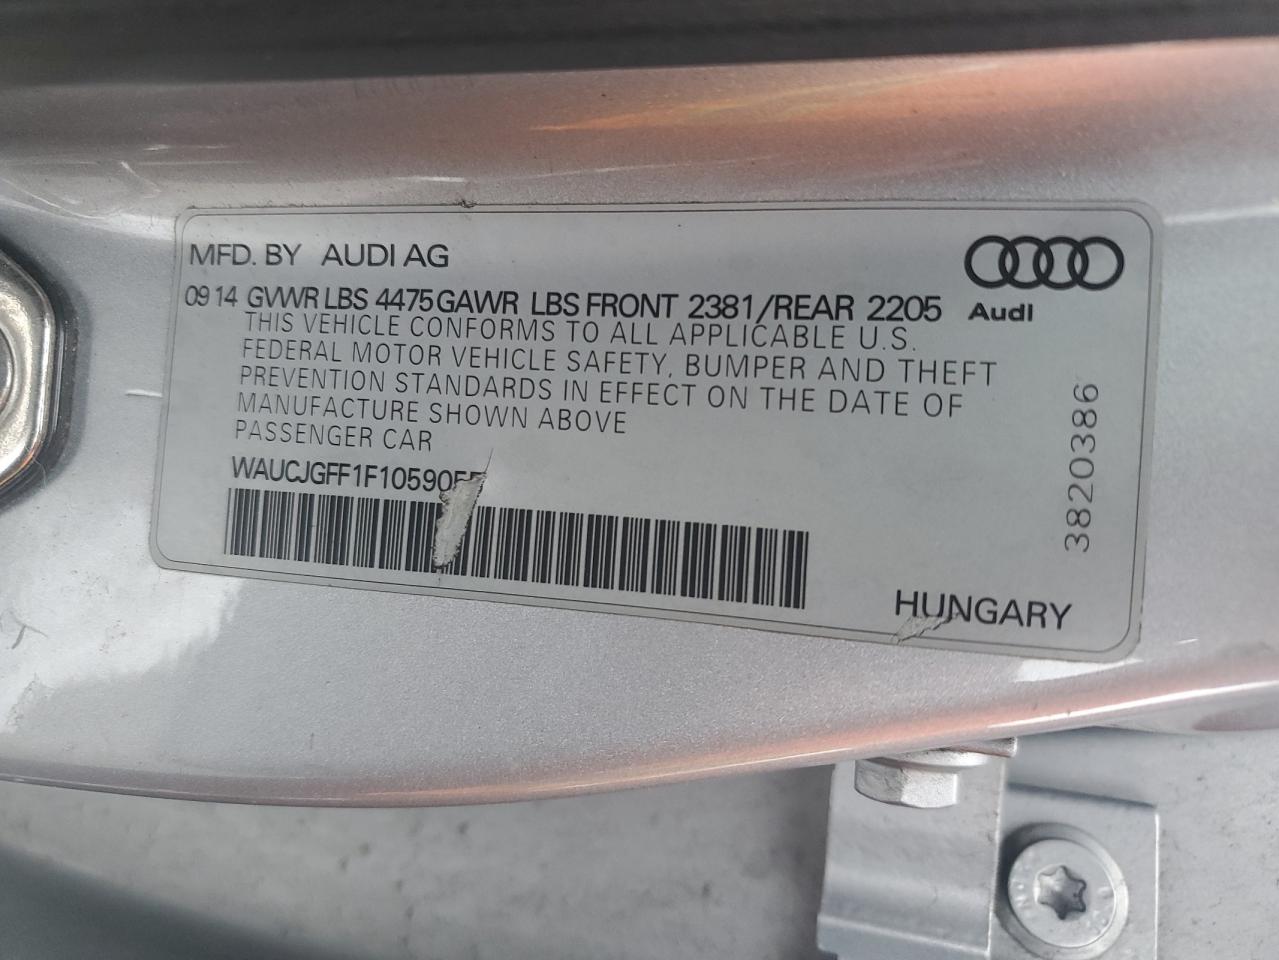 MFD. BY AUDI AG
09 14 GVWR LBS 4475 GAWR LBS FRONT 2381/REAR 2205
Audi
THIS VEHICLE CONFORMS TO ALL APPLICABLE U.S.
FEDERAL MOTOR VEHICLE SAFETY, BUMPER AND THEFT
PREVENTION STANDARDS IN EFFECT ON THE DATE OF
MANUFACTURE SHOWN ABOVE
PASSENGER CAR
3820386
HUNGARY